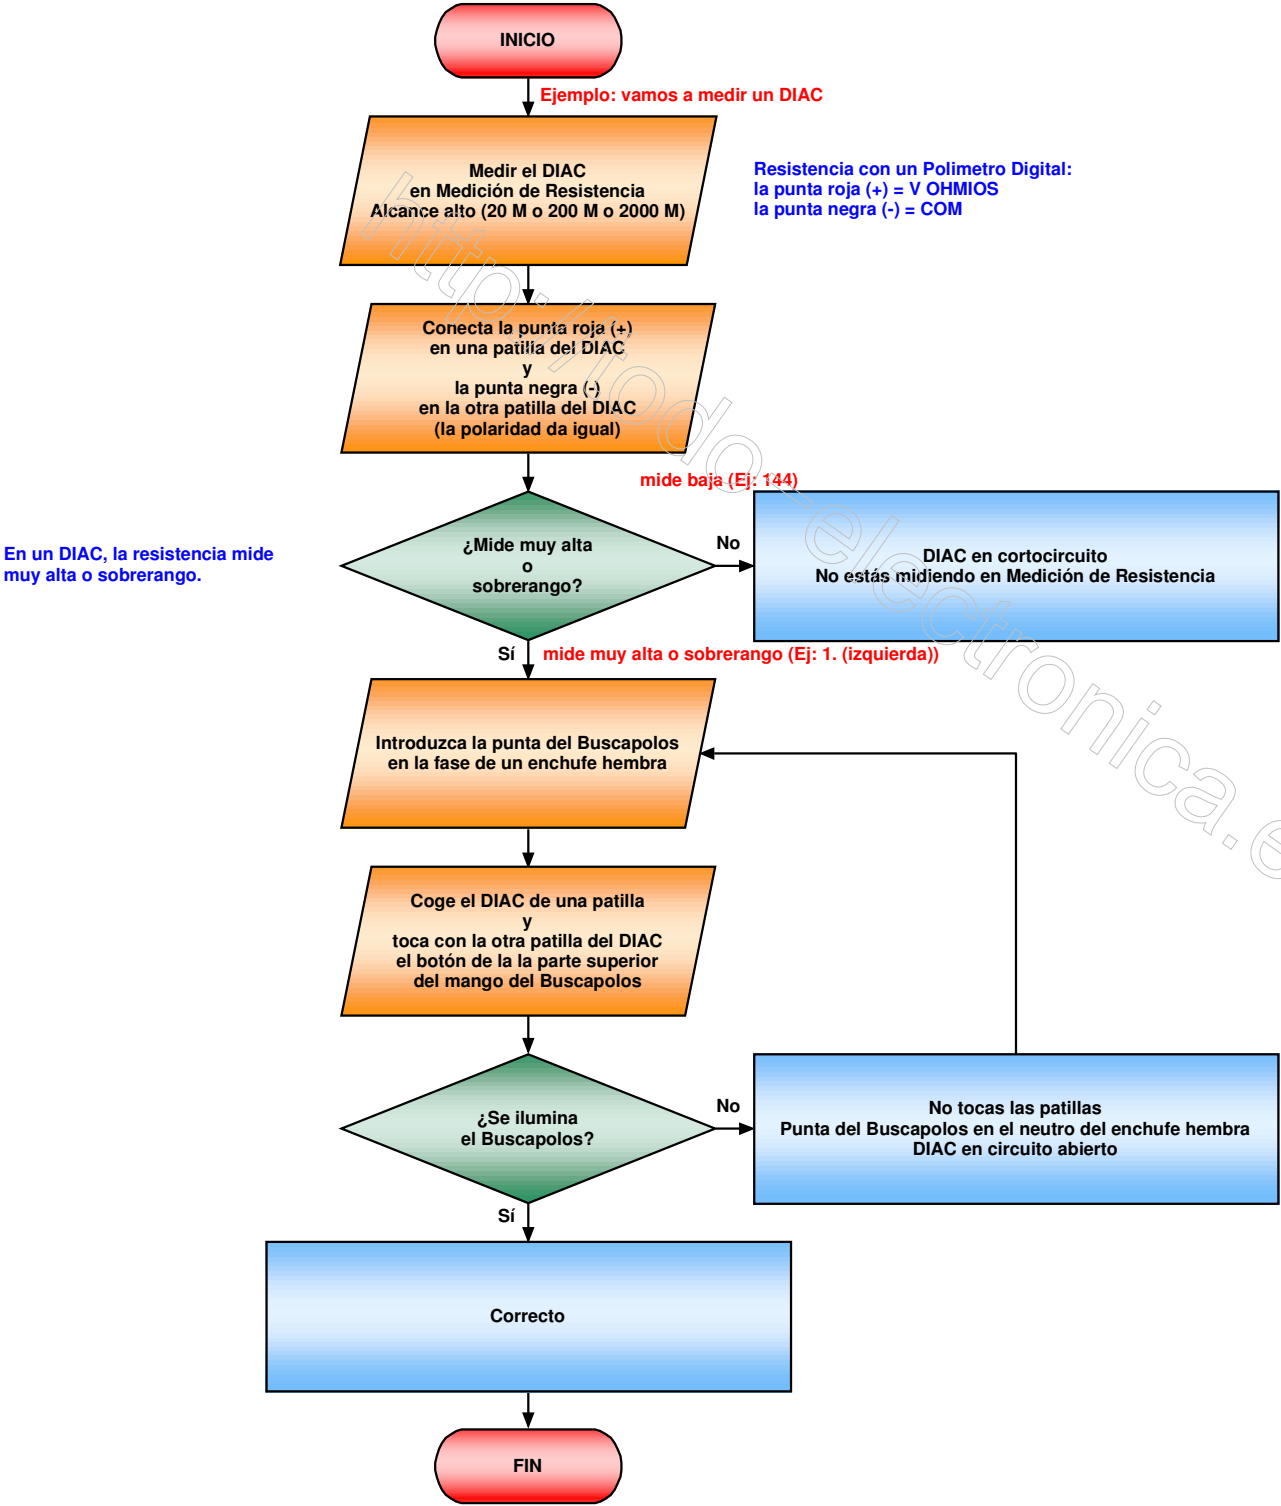 INICIO
Ejemplo: vamos a medir un DIAC
Medir el DIAC
en Medición de Resistencia
Alcance alto (20 M o 200 M o 2000 M)
Resistencia con un Polimetro Digital:
la punta roja (+) = V OHMIOS
la punta negra (-) = COM
Conecta la punta roja (+)
en una patilla del DIAC
y
la punta negra (-)
en la otra patilla del DIAC
(la polaridad da igual)
mide baja (Ej: 144)
En un DIAC, la resistencia mide
muy alta o sobrerango.
¿Mide muy alta
o
sobrerango?
No
DIAC en cortocircuito
No estás midiendo en Medición de Resistencia
Sí
mide muy alta o sobrerango (Ej: 1. (izquierda))
Introduzca la punta del Buscapolos
en la fase de un enchufe hembra
Coge el DIAC de una patilla
y
toca con la otra patilla del DIAC
el botón de la la parte superior
del mango del Buscapolos
¿Se ilumina
el Buscapolos?
No
No tocas las patillas
Punta del Buscapolos en el neutro del enchufe hembra
DIAC en circuito abierto
Sí
Correcto
FIN
http://todo-electronica.e